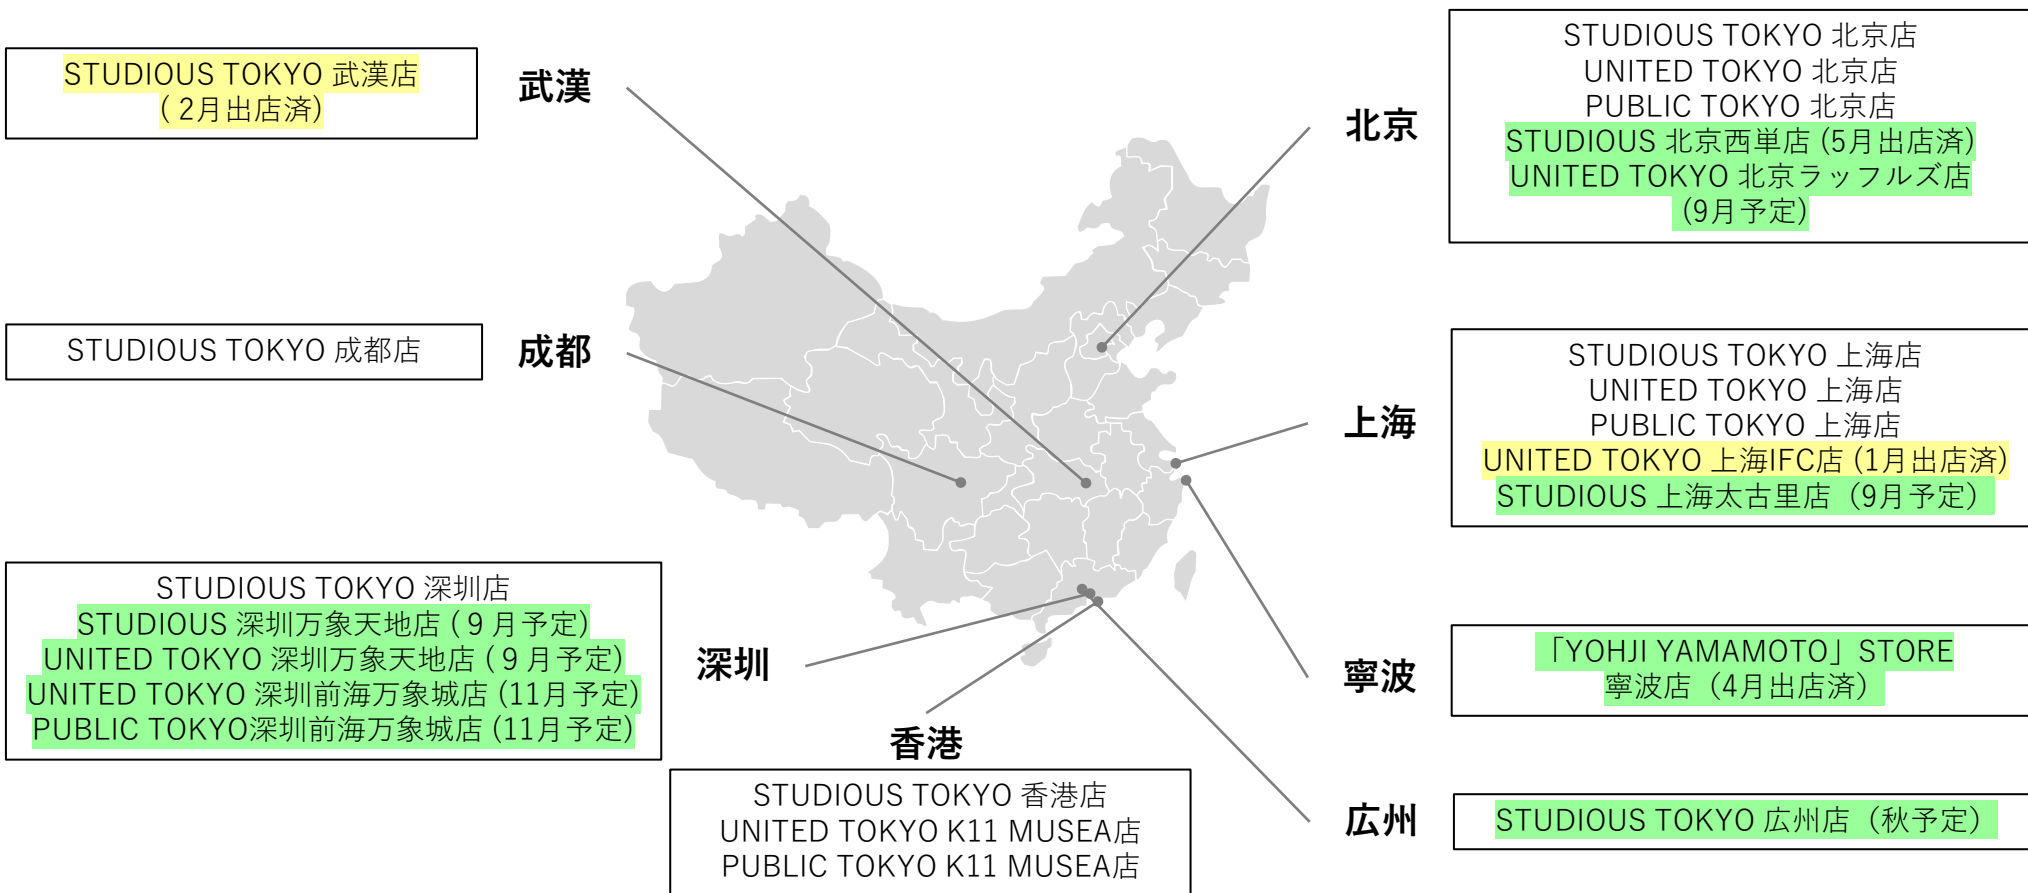 STUDIOUS TOKYO 武漢店
( 2月出店済)
武漢
STUDIOUS TOKYO 成都店
成都
STUDIOUS TOKYO 深圳店
STUDIOUS 深圳万象天地店 ( 9 月予定)
UNITED TOKYO 深圳万象天地店 ( 9 月予定)
UNITED TOKYO 深圳前海万象城店 (11月予定)
PUBLIC TOKYO深圳前海万象城店 (11月予定)
深圳
香港
STUDIOUS TOKYO 香港店
UNITED TOKYO K11 MUSEA店
PUBLIC TOKYO K11 MUSEA店
北京
STUDIOUS TOKYO 北京店
UNITED TOKYO 北京店
PUBLIC TOKYO 北京店
STUDIOUS 北京西単店 (5月出店済)
UNITED TOKYO 北京ラッフルズ店
(9月予定)
上海
STUDIOUS TOKYO 上海店
UNITED TOKYO 上海店
PUBLIC TOKYO 上海店
UNITED TOKYO 上海IFC店 (1月出店済)
STUDIOUS 上海太古里店（9月予定）
寧波
「YOHJI YAMAMOTO」STORE
寧波店（4月出店済）
広州
STUDIOUS TOKYO 広州店（秋予定）